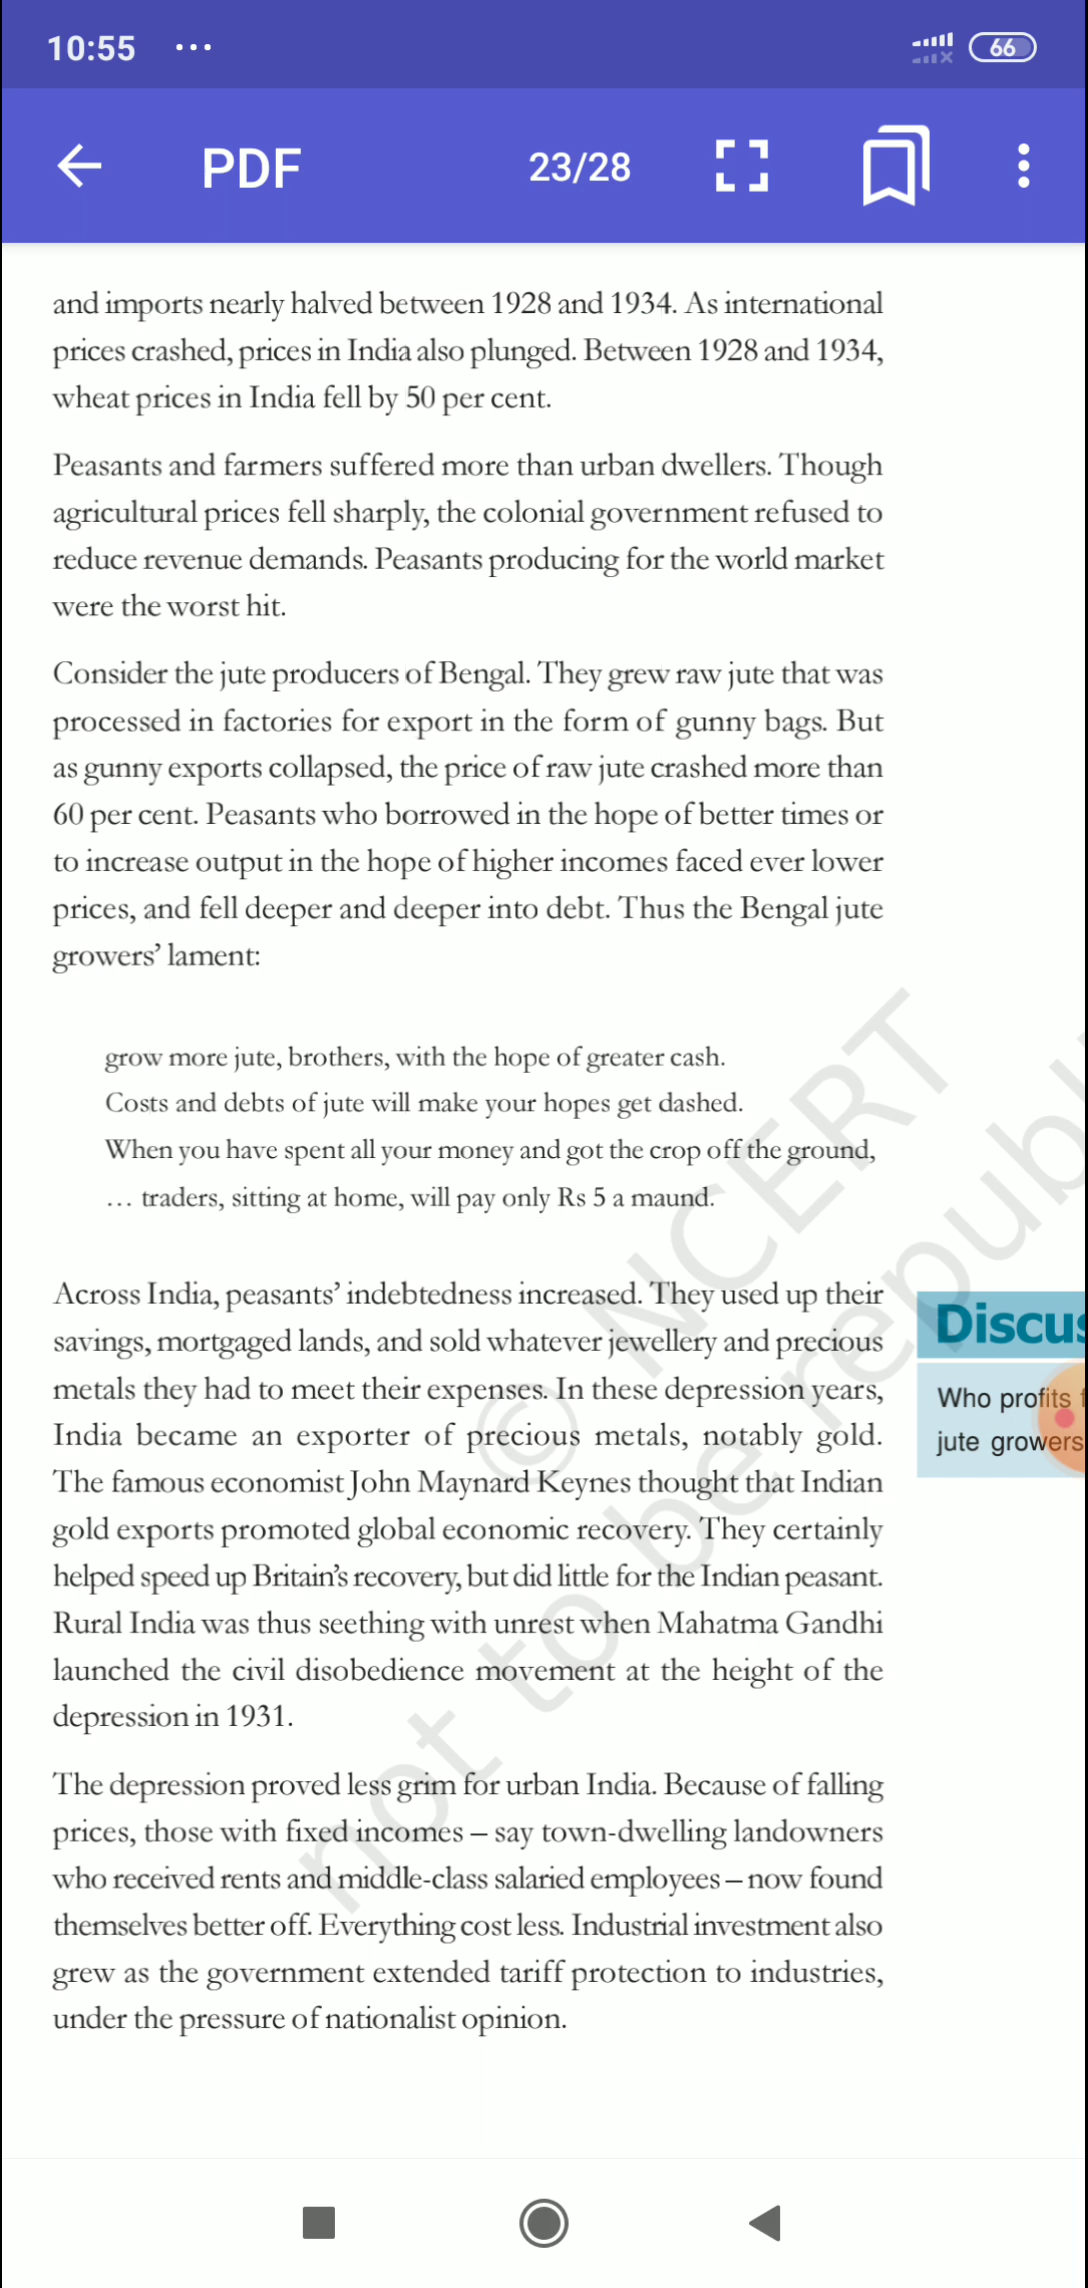 10:55 ...
66
PDF
23/28
and imports nearly halved between 1928 and 1934. As international
prices crashed, prices in India also plunged. Between 1928 and 1934,
wheat prices in India fell by 50 per cent.
Peasants and farmers suffered more than urban dwellers. Though
agricultural prices fell sharply, the colonial government refused to
reduce revenue demands. Peasants producing for the world market
were the worst hit.
Consider the jute producers of Bengal. They grew raw jute that was
processed in factories for export in the form of gunny bags. But
as gunny exports collapsed, the price of raw jute crashed more than
60 per cent. Peasants who borrowed in the hope of better times or
to increase output in the hope of higher incomes faced ever lower
prices, and fell deeper and deeper into debt. Thus the Bengal jute
growers’ lament:
grow more jute, brothers, with the hope of greater cash.
Costs and debts of jute will make your hopes get dashed.
When you have spent all your money and got the crop off the ground,
… traders, sitting at home, will pay only Rs 5 a maund.
Across India, peasants’ indebtedness increased. They used up their
savings, mortgaged lands, and sold whatever jewellery and precious
metals they had to meet their expenses. In these depression years,
India became an exporter of precious metals, notably gold.
The famous economist John Maynard Keynes thought that Indian
gold exports promoted global economic recovery. They certainly
helped speed up Britain’s recovery, but did little for the Indian peasant.
Rural India was thus seething with unrest when Mahatma Gandhi
launched the civil disobedience movement at the height of the
depression in 1931.
The depression proved less grim for urban India. Because of falling
prices, those with fixed incomes – say town-dwelling landowners
who received rents and middle-class salaried employees – now found
themselves better off. Everything cost less. Industrial investment also
grew as the government extended tariff protection to industries,
under the pressure of nationalist opinion.
Discus
Who profits f
jute growers
© NCERT
not to be republ